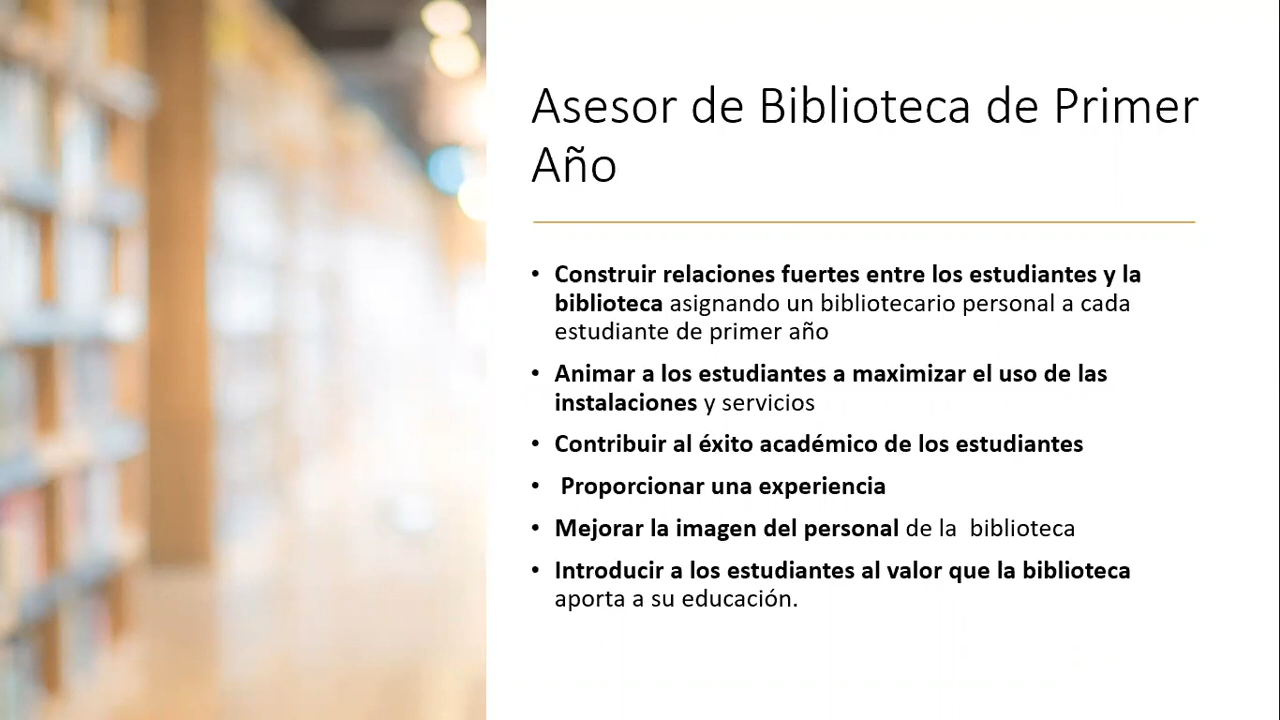 Asesor de Biblioteca de Primer
Año
• Construir relaciones fuertes entre los estudiantes y la
biblioteca asignando un bibliotecario personal a cada
estudiante de primer año
• Animar a los estudiantes a maximizar el uso de las
instalaciones y servicios
• Contribuir al éxito académico de los estudiantes
• Proporcionar una experiencia
• Mejorar la imagen del personal de la  biblioteca
• Introducir a los estudiantes al valor que la biblioteca
aporta a su educación.